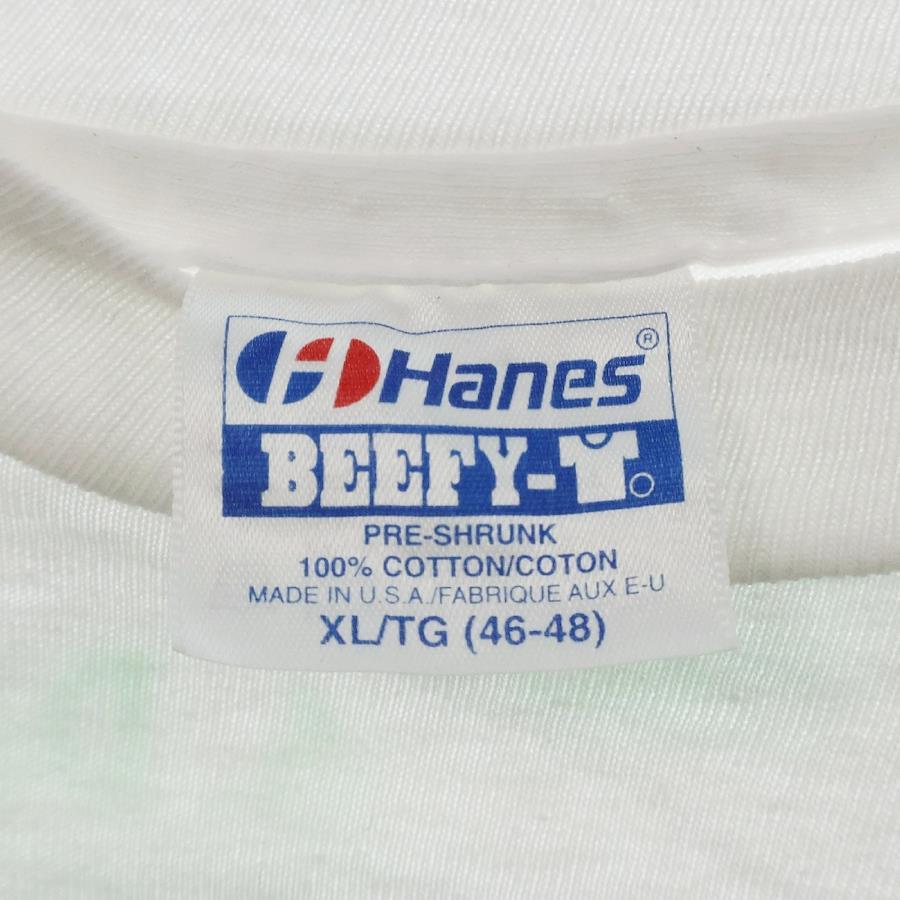 Hanes®
BEEFY-T.
PRE-SHRUNK
100% COTTON/COTON
MADE IN U.S.A./FABRIQUE AUX E-U
XL/TG (46-48)